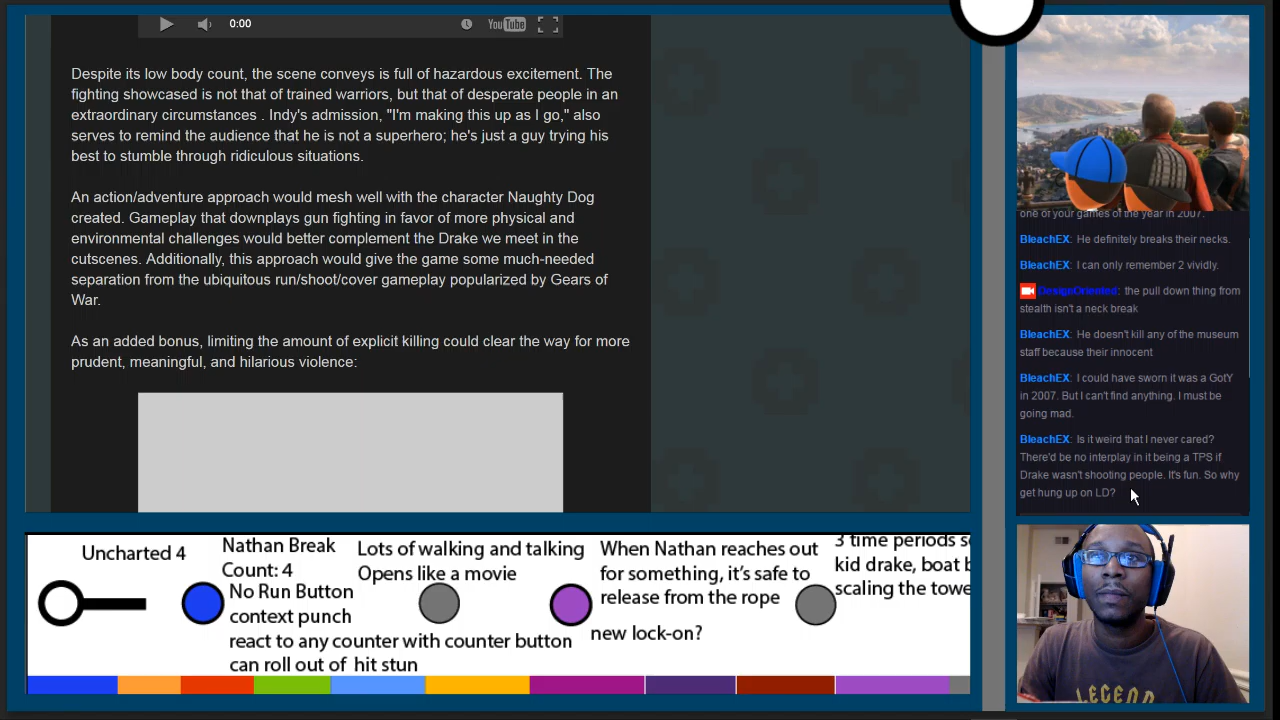 0:00
YouTube
Despite its low body count, the scene conveys is full of hazardous excitement. The
fighting showcased is not that of trained warriors, but that of desperate people in an
extraordinary circumstances . Indy's admission, "I'm making this up as I go," also
serves to remind the audience that he is not a superhero; he's just a guy trying his
best to stumble through ridiculous situations.
An action/adventure approach would mesh well with the character Naughty Dog
created. Gameplay that downplays gun fighting in favor of more physical and
environmental challenges would better complement the Drake we meet in the
cutscenes. Additionally, this approach would give the game some much-needed
separation from the ubiquitous run/shoot/cover gameplay popularized by Gears of
War.
As an added bonus, limiting the amount of explicit killing could clear the way for more
prudent, meaningful, and hilarious violence:
one of your games of the year in 2007.
BleachEX: He definitely breaks their necks.
BleachEX: I can only remember 2 vividly.
DesignOriented: the pull down thing from
stealth isn't a neck break
BleachEX: He doesn't kill any of the museum
staff because their innocent
BleachEX: I could have sworn it was a GotY
in 2007. But I can't find anything. I must be
going mad.
BleachEX: Is it weird that I never cared?
There'd be no interplay in it being a TPS if
Drake wasn't shooting people. It's fun. So why
get hung up on LD?
Uncharted 4
Nathan Break
Count: 4
No Run Button
context punch
react to any counter with counter button
can roll out of hit stun
Lots of walking and talking
Opens like a movie
When Nathan reaches out
for something, it's safe to
release from the rope
new lock-on?
3 time periods
kid drake, boat
scaling the
LEGEND